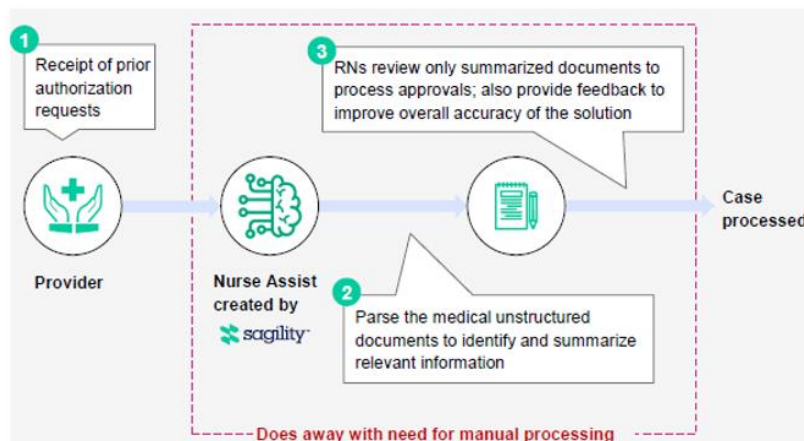 1
Receipt of prior
authorization
requests
3
RNs review only summarized documents to
process approvals; also provide feedback to
improve overall accuracy of the solution
Case
processed
Provider
Nurse Assist
created by
sagility
2
Parse the medical unstructured
documents to identify and summarize
relevant information
Does away with need for manual processing